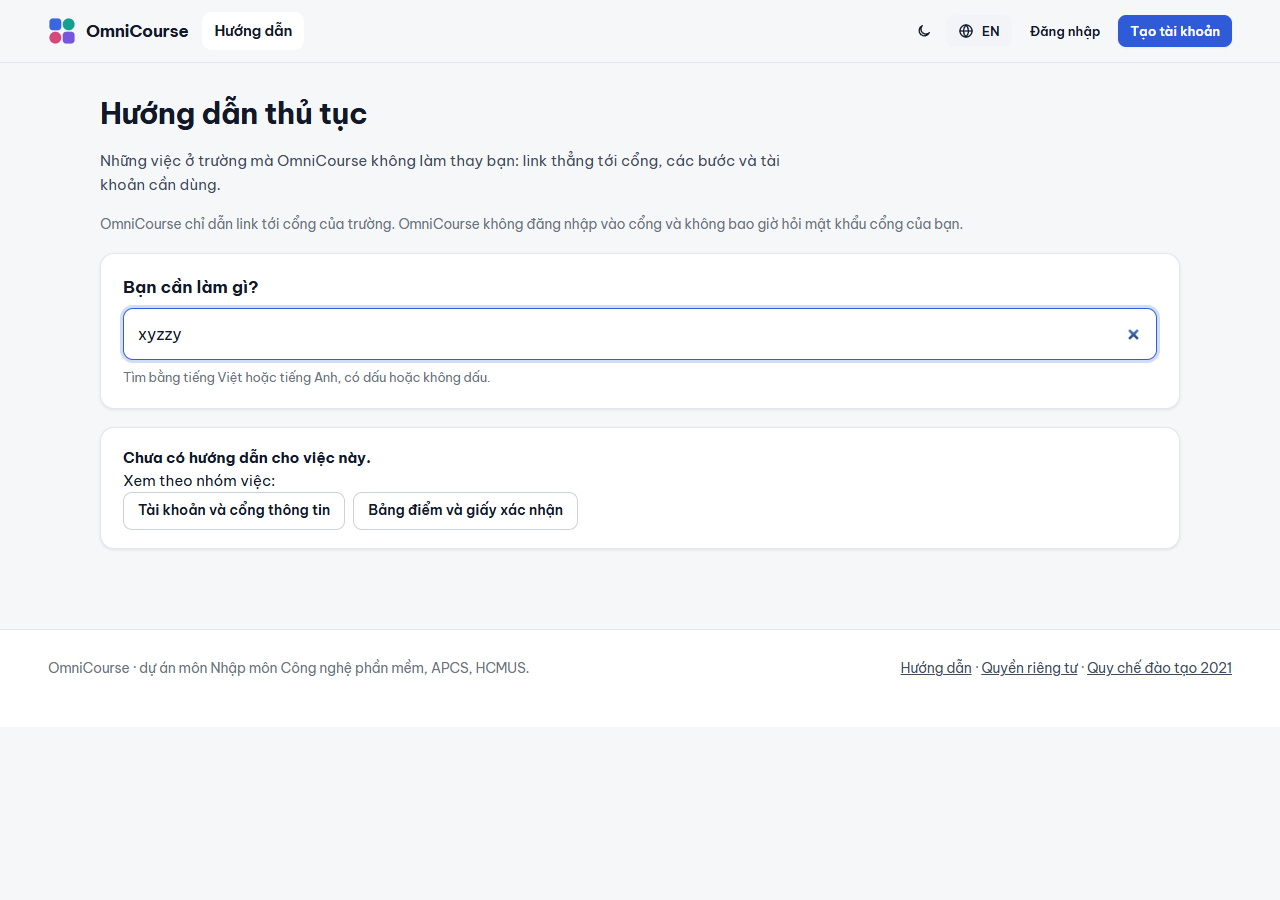 OmniCourse
Hướng dẫn
EN
Đăng nhập
Tạo tài khoản
Hướng dẫn thủ tục
Những việc ở trường mà OmniCourse không làm thay bạn: link thẳng tới cổng, các bước và tài
khoản cần dùng.
OmniCourse chỉ dẫn link tới cổng của trường. OmniCourse không đăng nhập vào cổng và không bao giờ hỏi mật khẩu cổng của bạn.
Bạn cần làm gì?
xyzzy
Tìm bằng tiếng Việt hoặc tiếng Anh, có dấu hoặc không dấu.
Chưa có hướng dẫn cho việc này.
Xem theo nhóm việc:
Tài khoản và cổng thông tin
Bảng điểm và giấy xác nhận
OmniCourse · dự án môn Nhập môn Công nghệ phần mềm, APCS, HCMUS.
Hướng dẫn · Quyền riêng tư · Quy chế đào tạo 2021